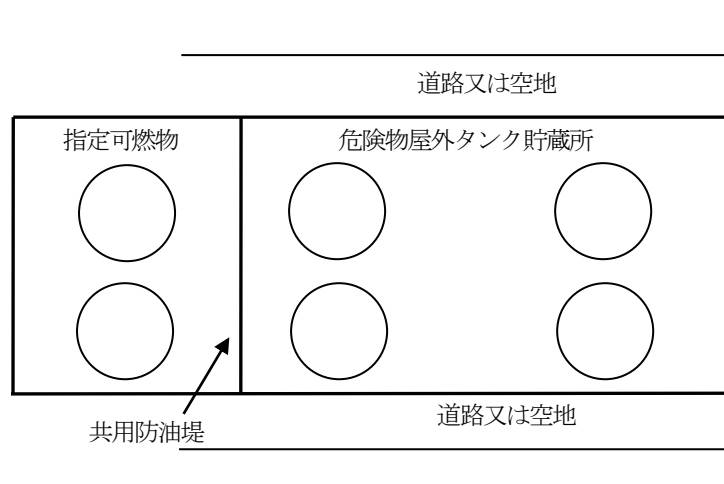 道路又は空地
指定可燃物
危険物屋外タンク貯蔵所
道路又は空地
共用防油堤